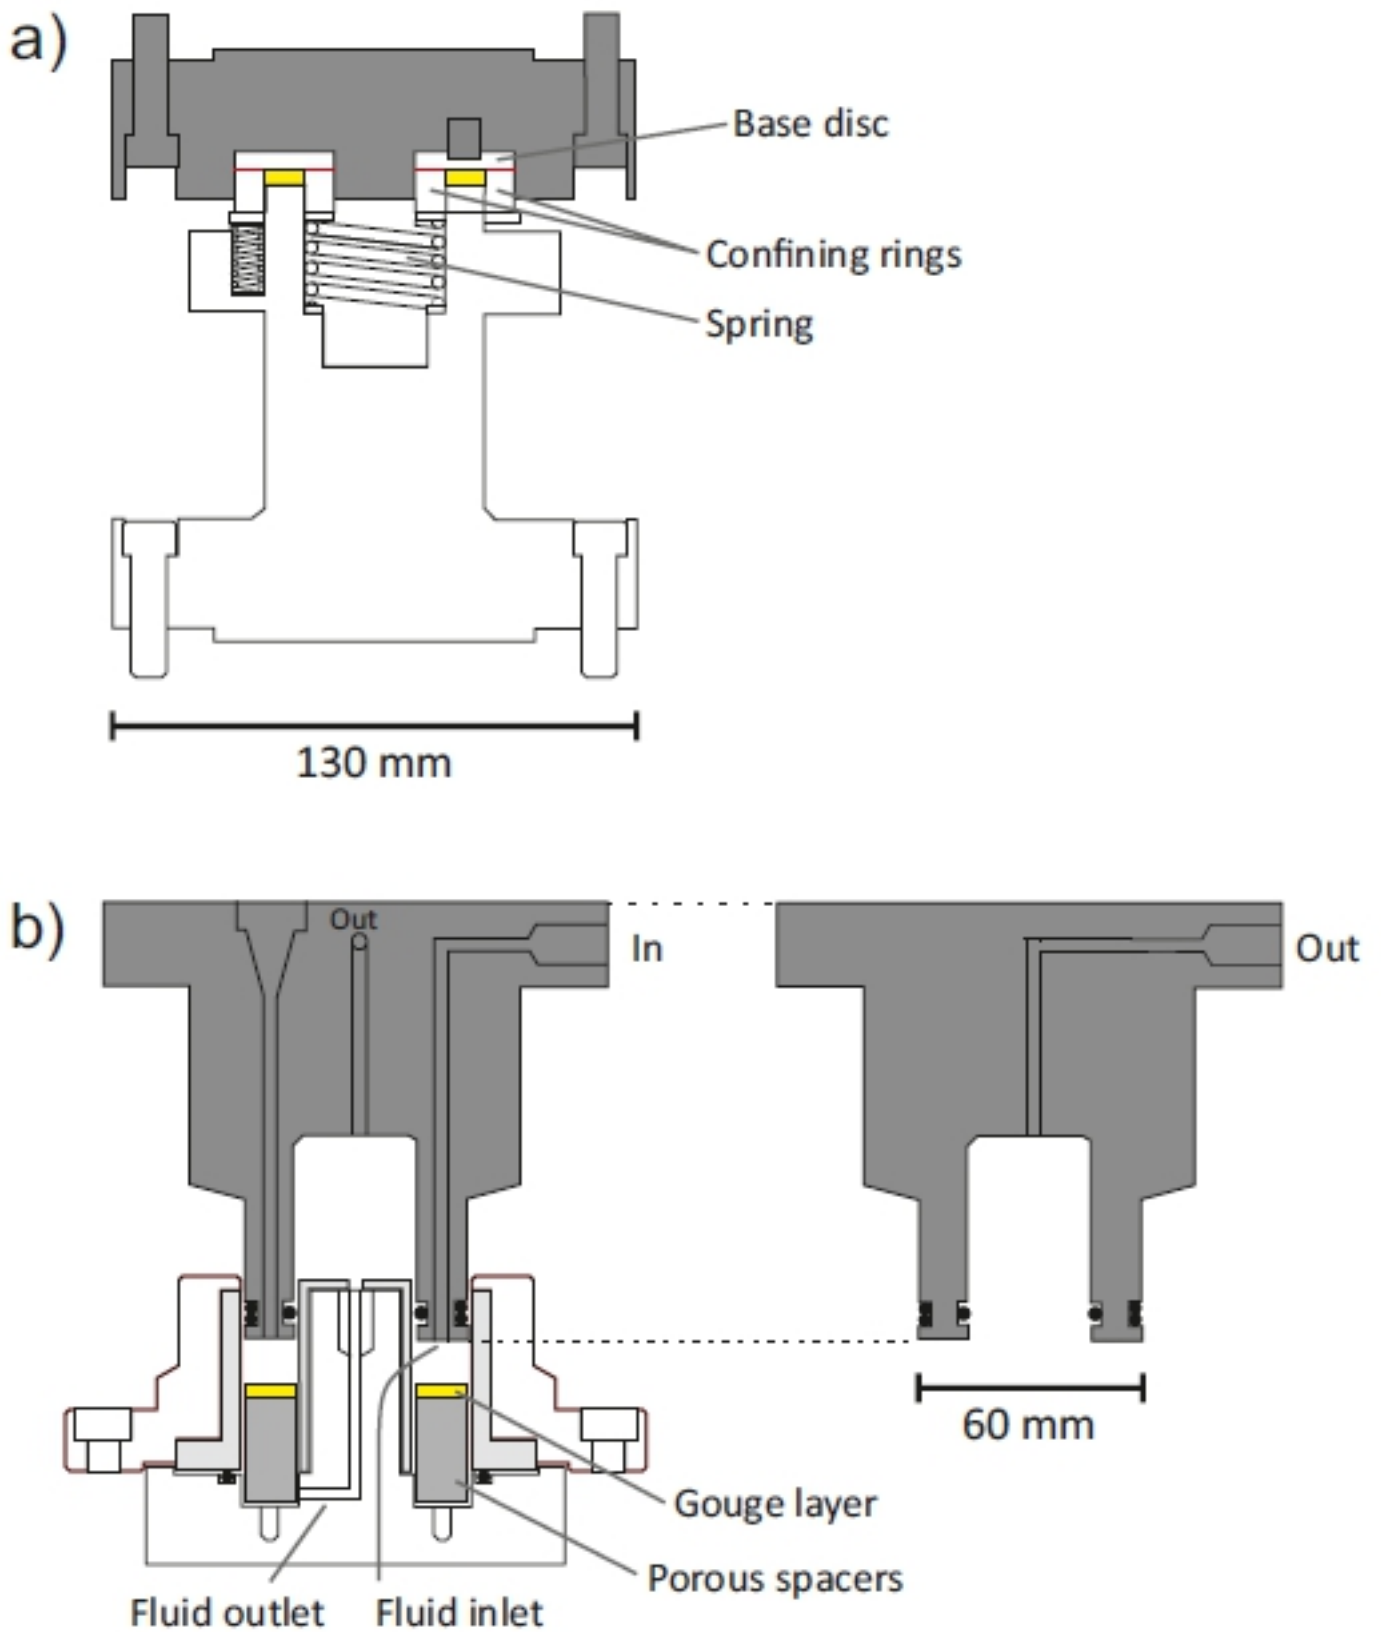 a)
Base disc
Confining rings
Spring
130 mm
b)
Out
In
Out
60 mm
Gouge layer
Porous spacers
Fluid outlet
Fluid inlet